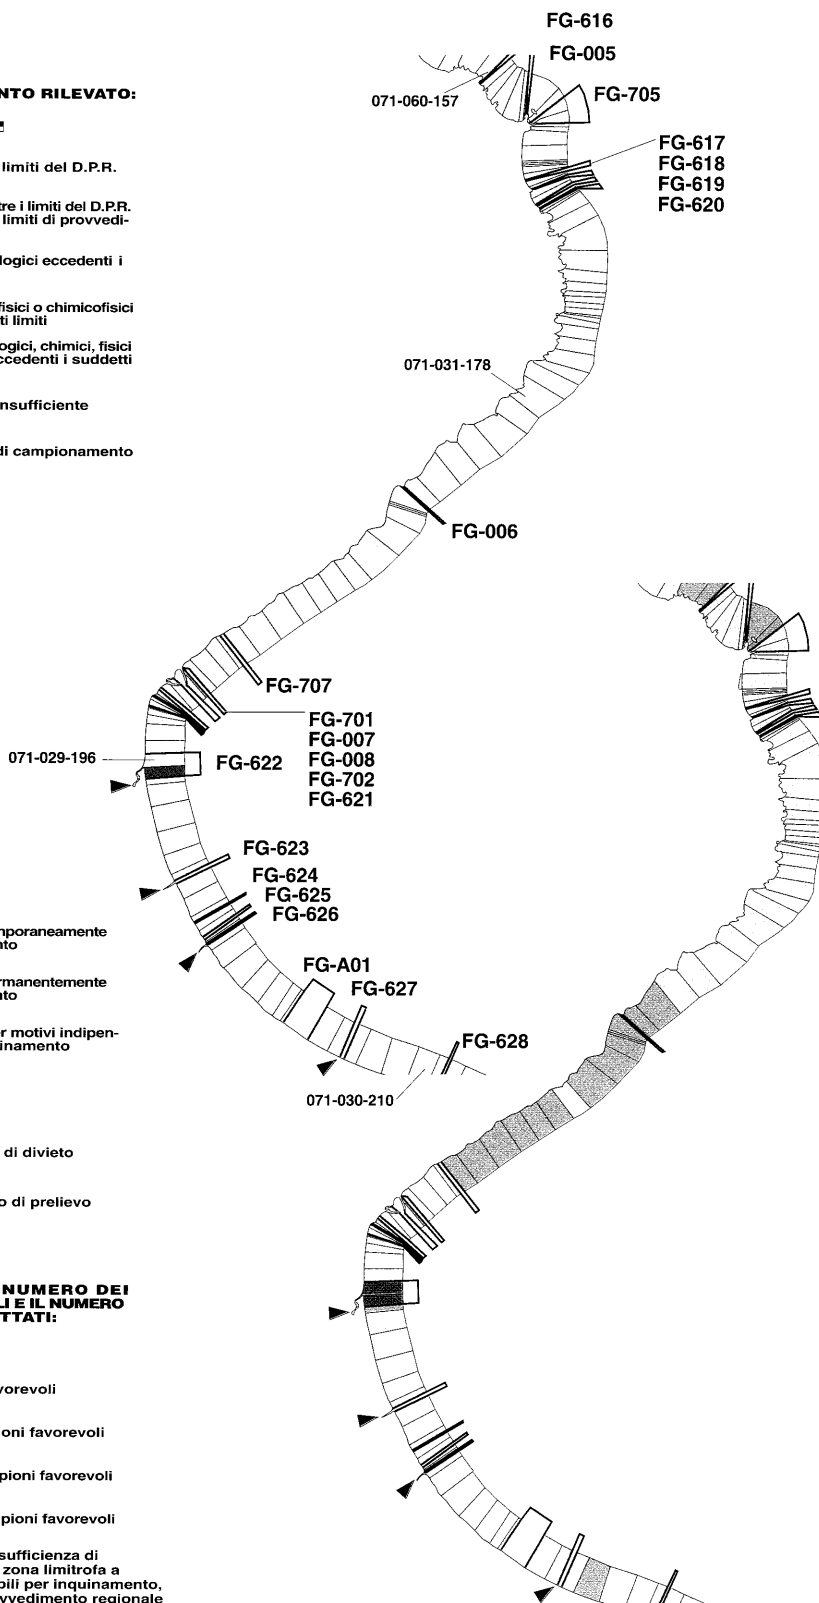 FG-616
FG-005
NTO RILEVATO:
071-060-157
FG-705
FG-617
FG-618
FG-619
FG-620
limiti del D.P.R.
tre i limiti del D.P.R.
limiti di provvedi-
logici eccedenti i
fisici o chimicofisici
ti limiti
ogici, chimici, fisici
ccedenti i suddetti
071-031-178
nsufficiente
di campionamento
FG-006
FG-707
FG-701
FG-007
FG-008
FG-702
FG-621
071-029-196
FG-622
FG-623
FG-624
FG-625
FG-626
mporaneamente
nto
FG-A01
FG-627
rmanentemente
nto
er motivi indipen-
inamento
FG-628
071-030-210
di divieto
o di prelievo
NUMERO DEI
LI E IL NUMERO
TTATI:
vorevoli
oni favorevoli
pioni favorevoli
pioni favorevoli
sufficienza di
zona limitrofa a
bili per inquinamento,
vvedimento regionale